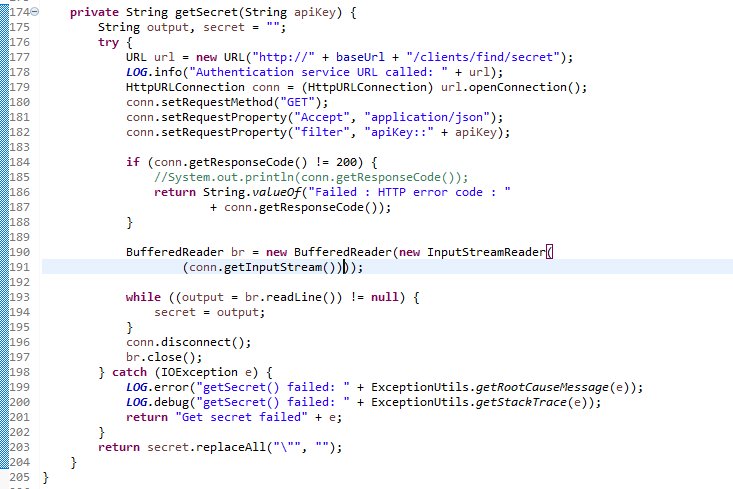 174 private String getSecret(String apiKey) {
175 String output, secret = "";
176 try {
177 URL url = new URL("http://" + baseUrl + "/clients/find/secret");
178 LOG.info("Authentication service URL called: " + url);
179 HttpURLConnection conn = (HttpURLConnection) url.openConnection();
180 conn.setRequestMethod("GET");
181 conn.setRequestProperty("Accept", "application/json");
182 conn.setRequestProperty("filter", "apiKey::" + apiKey);
183
184 if (conn.getResponseCode() != 200) {
185 //System.out.println(conn.getResponseCode());
186 return String.valueOf("Failed : HTTP error code : "
187 + conn.getResponseCode());
188 }
189
190 BufferedReader br = new BufferedReader(new InputStreamReader(
191 (conn.getInputStream())));
192
193 while ((output = br.readLine()) != null) {
194 secret = output;
195 }
196 conn.disconnect();
197 br.close();
198 } catch (IOException e) {
199 LOG.error("getSecret() failed: " + ExceptionUtils.getRootCauseMessage(e));
200 LOG.debug("getSecret() failed: " + ExceptionUtils.getStackTrace(e));
201 return "Get secret failed" + e;
202 }
203 return secret.replaceAll("\"", "");
204 }
205 }